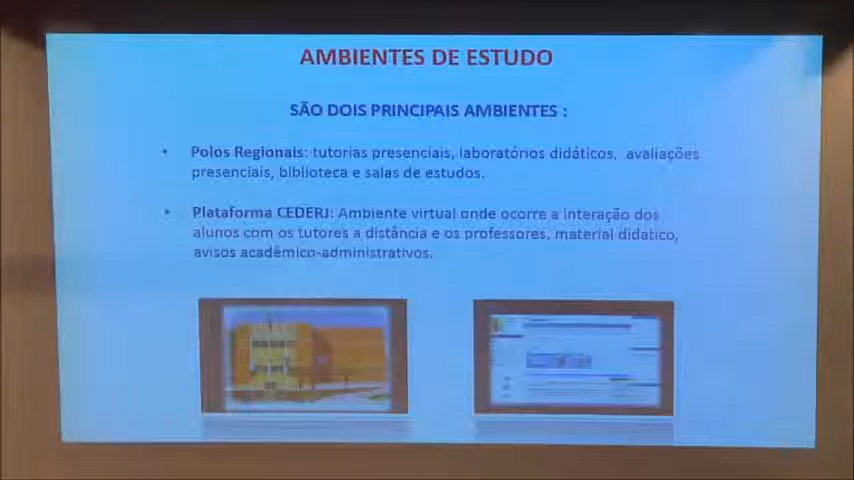 AMBIENTES DE ESTUDO
SÃO DOIS PRINCIPAIS AMBIENTES :
• Polos Regionais: tutorias presenciais, laboratórios didáticos, avaliações
presenciais, biblioteca e salas de estudos.
• Plataforma CEDERJ: Ambiente virtual onde ocorre a interação dos
alunos com os tutores a distância e os professores, material didatico,
avisos acadêmico-administrativos.